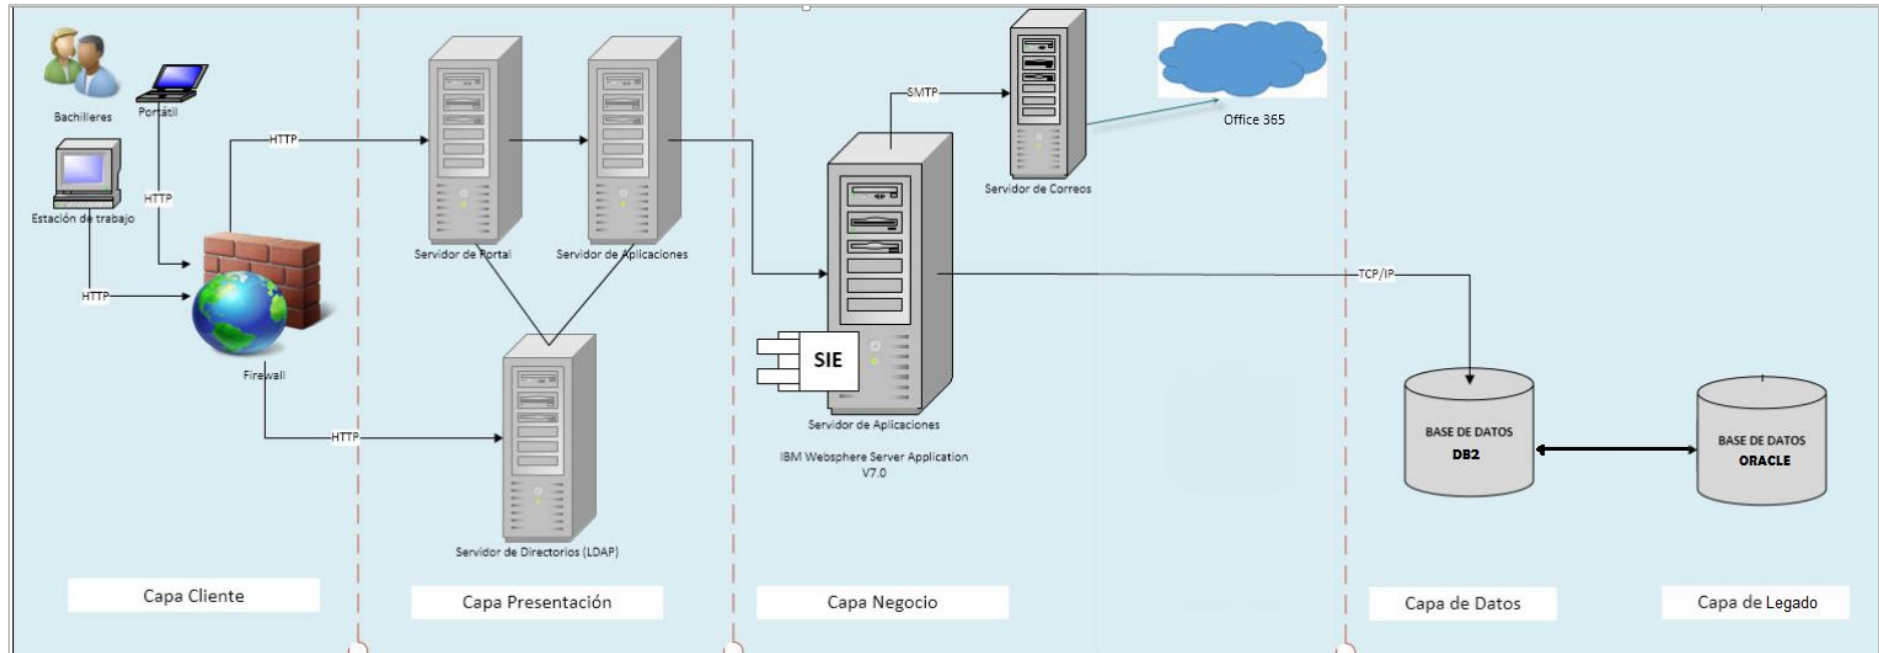 Bachilleres
Portátil
Estación de trabajo
HTTP
HTTP
HTTP
Firewall
HTTP
Servidor de Portal
Servidor de Aplicaciones
Servidor de Directorios (LDAP)
SMTP
Servidor de Correos
Office 365
SIE
Servidor de Aplicaciones
IBM Websphere Server Application
V7.0
TCP/IP
BASE DE DATOS
DB2
BASE DE DATOS
ORACLE
Capa Cliente
Capa Presentación
Capa Negocio
Capa de Datos
Capa de Legado